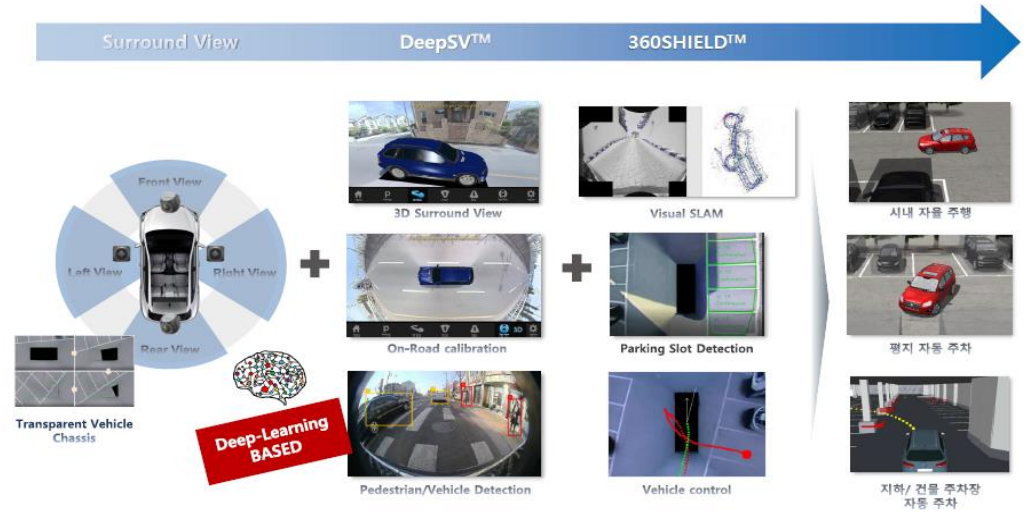 Surround View
DeepSV™
360SHIELD™
Front View
Left View
Right View
Rear View
Transparent Vehicle
Chassis
Deep-Learning
BASED
3D Surround View
On-Road calibration
3D
Pedestrian/Vehicle Detection
Visual SLAM
Parking Slot Detection
Vehicle control
시내 자율 주행
평지 자동 주차
지하/ 건물 주차장
자동 주차